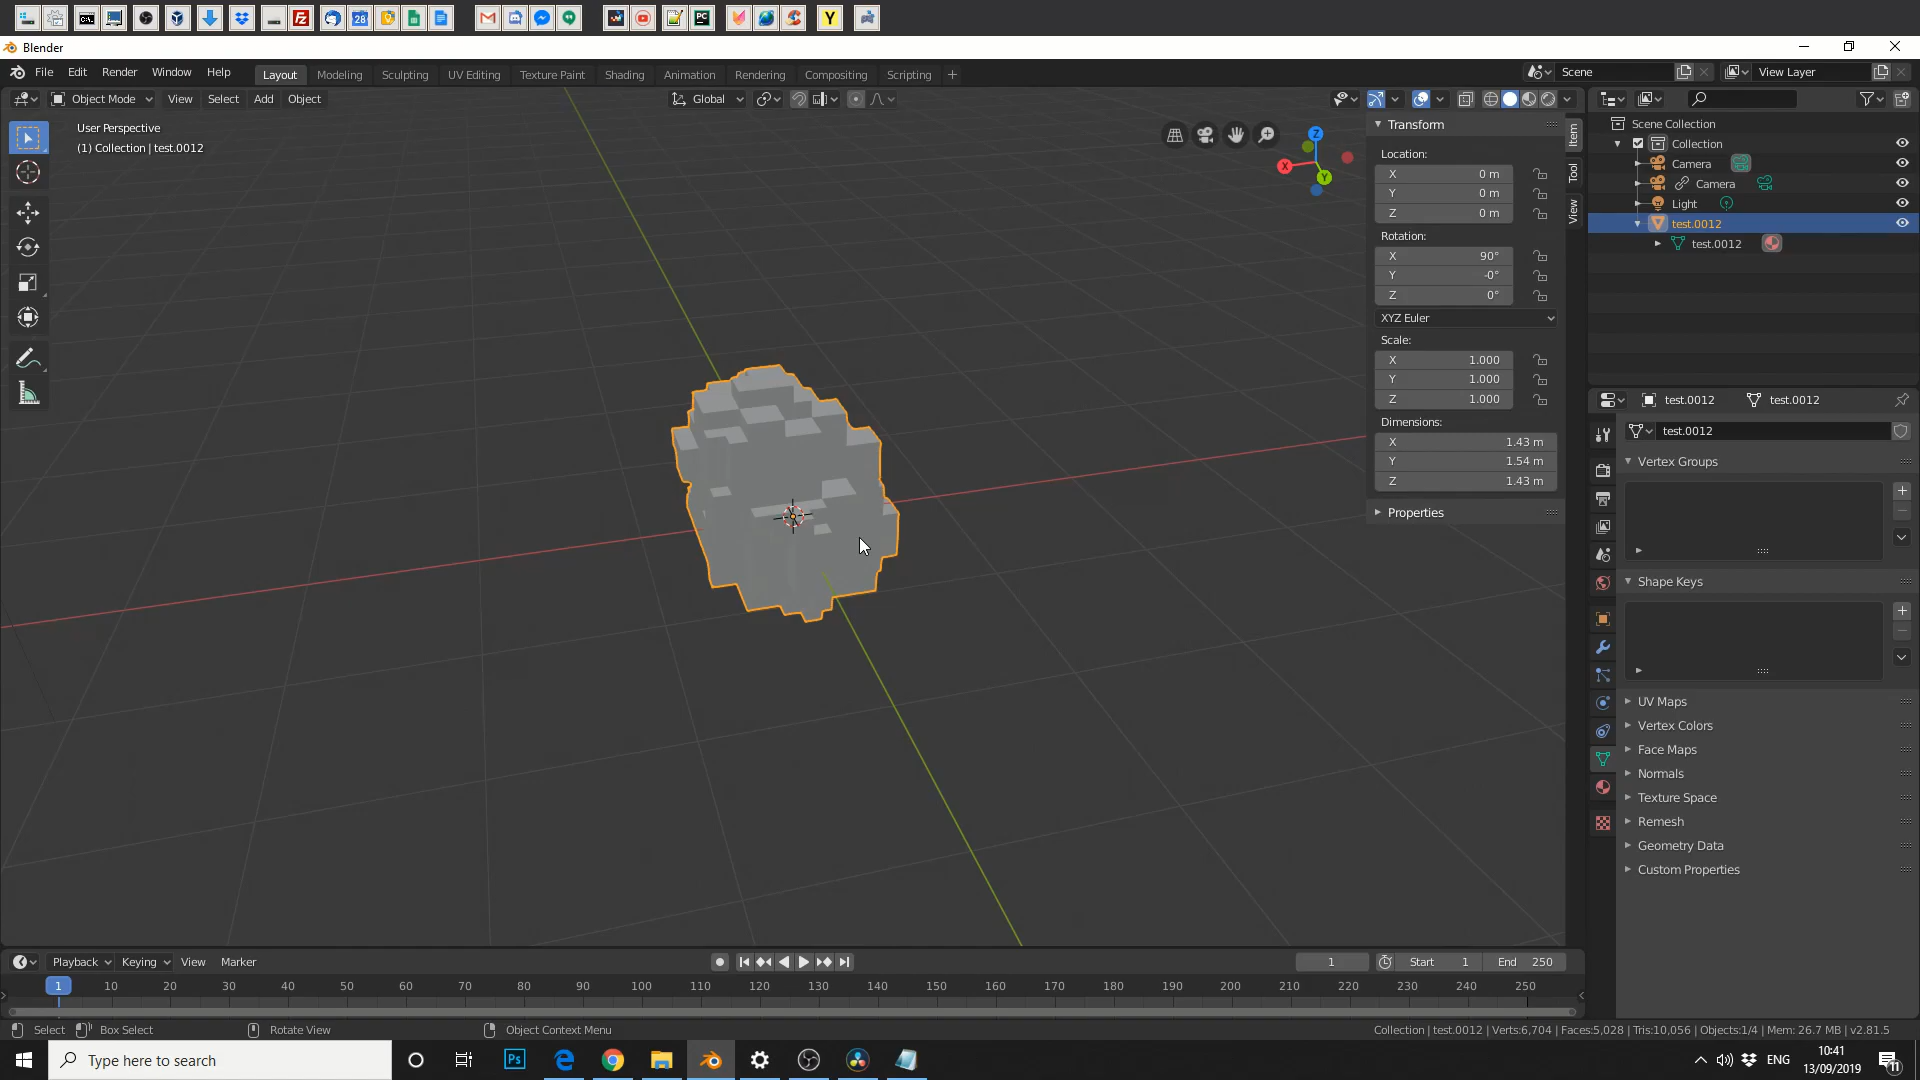 Blender
File Edit Render Window Help
Layout Modeling Sculpting UV Editing Texture Paint Shading Animation Rendering Compositing Scripting +
Scene
View Layer
Object Mode View Select Add Object
Global
User Perspective
(1) Collection | test.0012
Z
X
Y
Item
Tool
View
Transform
Location:
X 0 m
Y 0 m
Z 0 m
Rotation:
X 90°
Y -0°
Z 0°
XYZ Euler
Scale:
X 1.000
Y 1.000
Z 1.000
Dimensions:
X 1.43 m
Y 1.54 m
Z 1.43 m
Properties
Scene Collection
Collection
Camera
Camera
Light
test.0012
test.0012
test.0012 test.0012
test.0012
Vertex Groups
Shape Keys
UV Maps
Vertex Colors
Face Maps
Normals
Texture Space
Remesh
Geometry Data
Custom Properties
Playback Keying View Marker
1
Start 1
End 250
1 10 20 30 40 50 60 70 80 90 100 110 120 130 140 150 160 170 180 190 200 210 220 230 240 250
Select Box Select Rotate View Object Context Menu
Collection | test.0012 | Verts:6,704 | Faces:5,028 | Tris:10,056 | Objects:1/4 | Mem: 26.7 MB | v2.81.5
Type here to search
Ps
ENG
10:41
13/09/2019
11